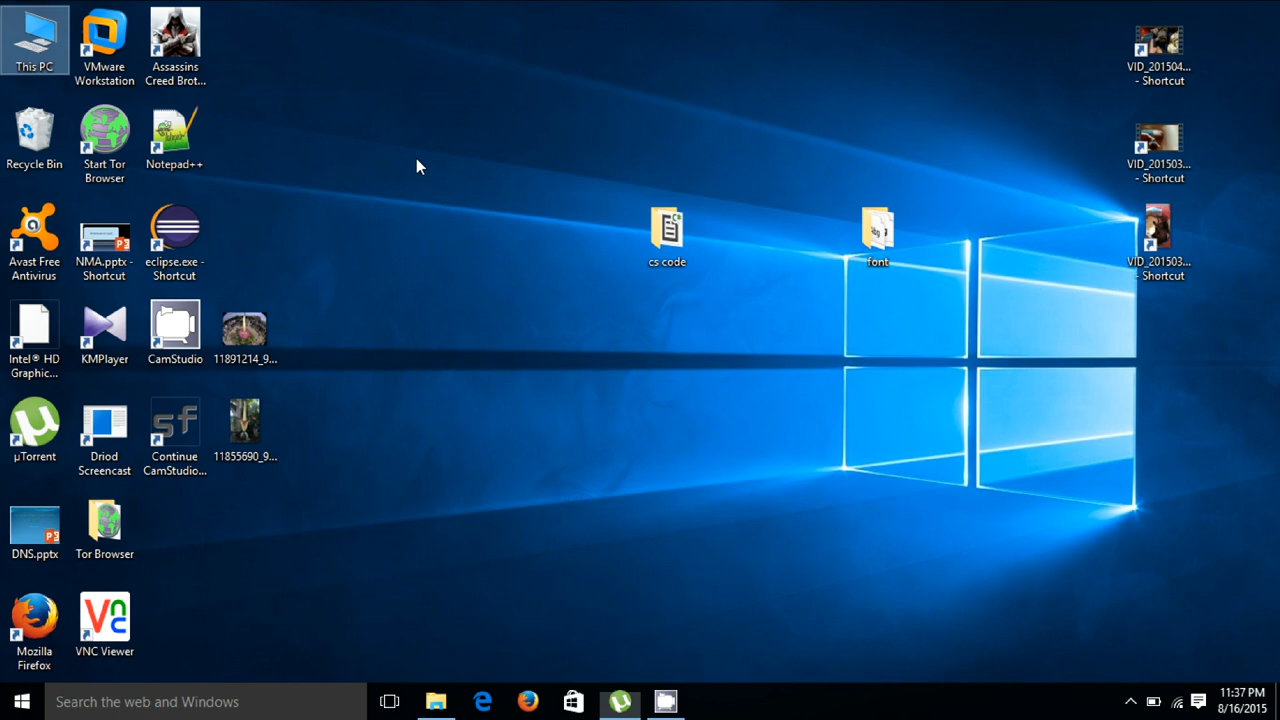 This PC
VMware
Workstation
Assassins
Creed Brot...
Recycle Bin
Start Tor
Browser
Notepad++
Avast Free
Antivirus
NMA.pptx -
Shortcut
eclipse.exe -
Shortcut
Intel® HD
Graphic...
KMPlayer
CamStudio
11891214_9...
µTorrent
Driod
Screencast
sf
Continue
CamStudio...
11855690_9...
DNS.pptx
Tor Browser
Mozilla
Firefox
VNC Viewer
cs code
Abg
font
VID_201504...
- Shortcut
VID_201503...
- Shortcut
VID_201503...
- Shortcut
Search the web and Windows
11:37 PM
8/16/2015